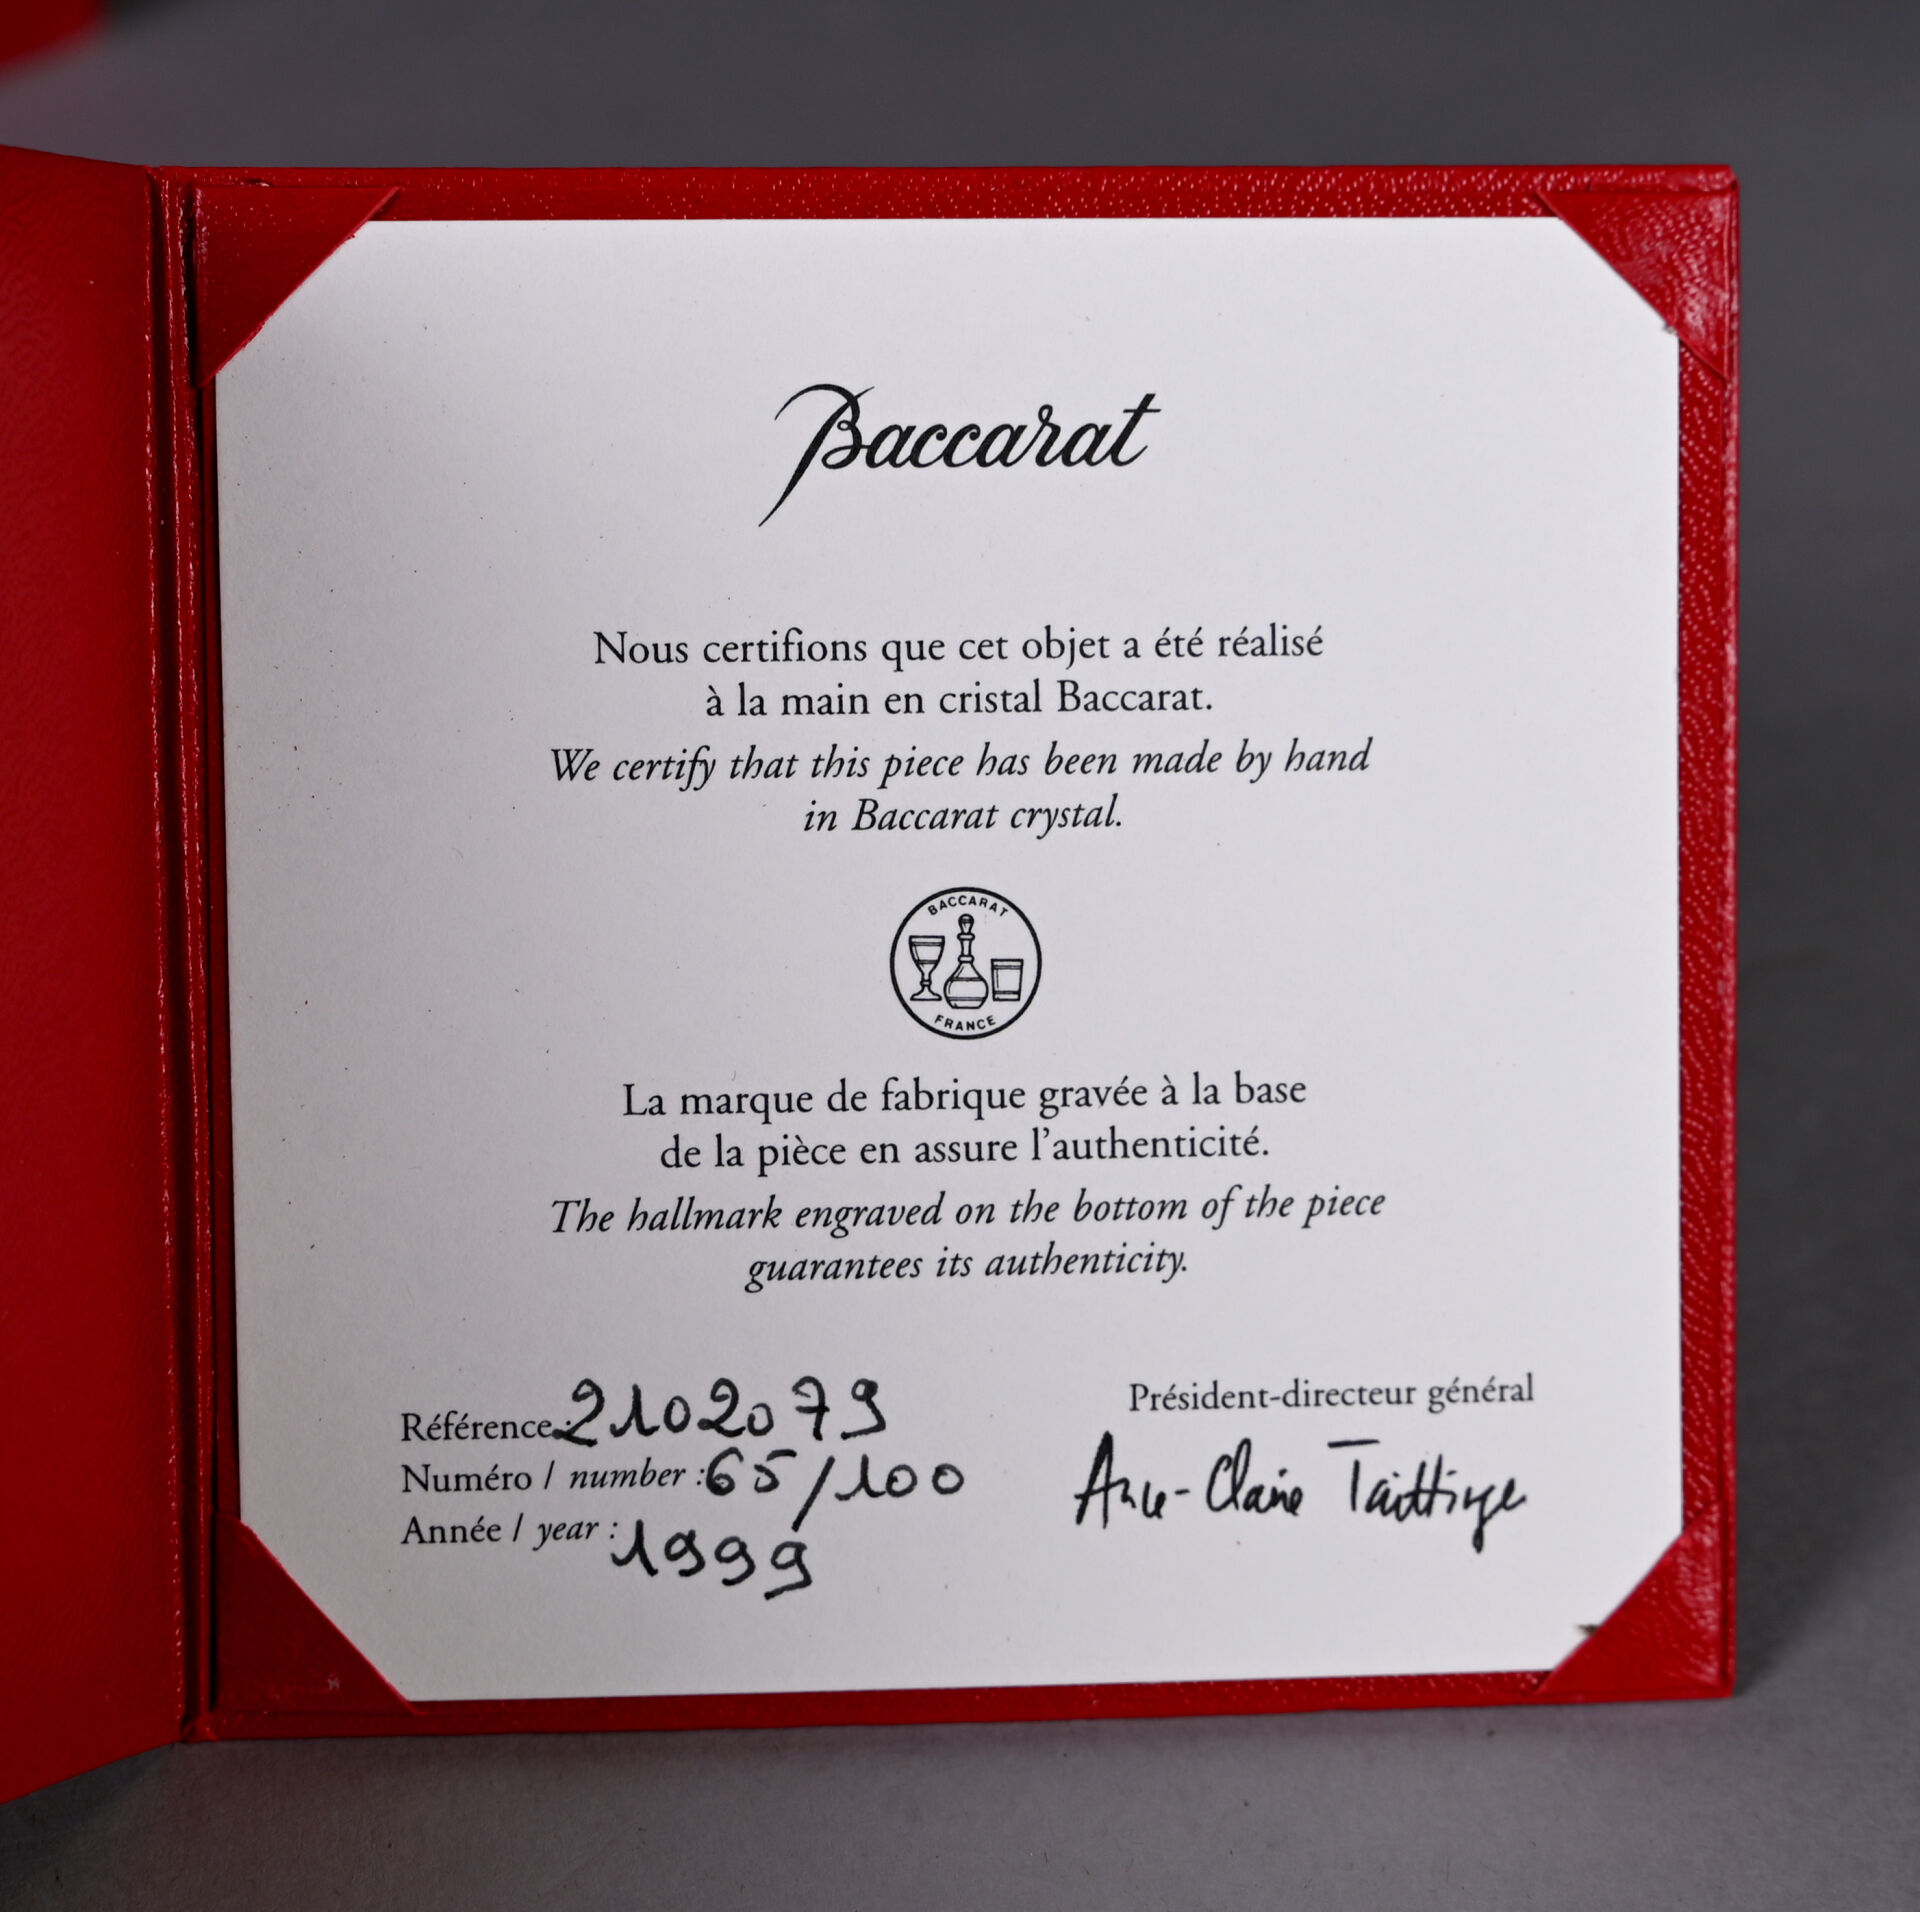 Baccarat
Nous certifions que cet objet a été réalisé
à la main en cristal Baccarat.
We certify that this piece has been made by hand
in Baccarat crystal.
BACCARAT
FRANCE
La marque de fabrique gravée à la base
de la pièce en assure l'authenticité.
The hallmark engraved on the bottom of the piece
guarantees its authenticity.
Référence : 2102079
Numéro / number : 65/100
Année / year : 1999
Président-directeur général
Anne-Claire Taittinger